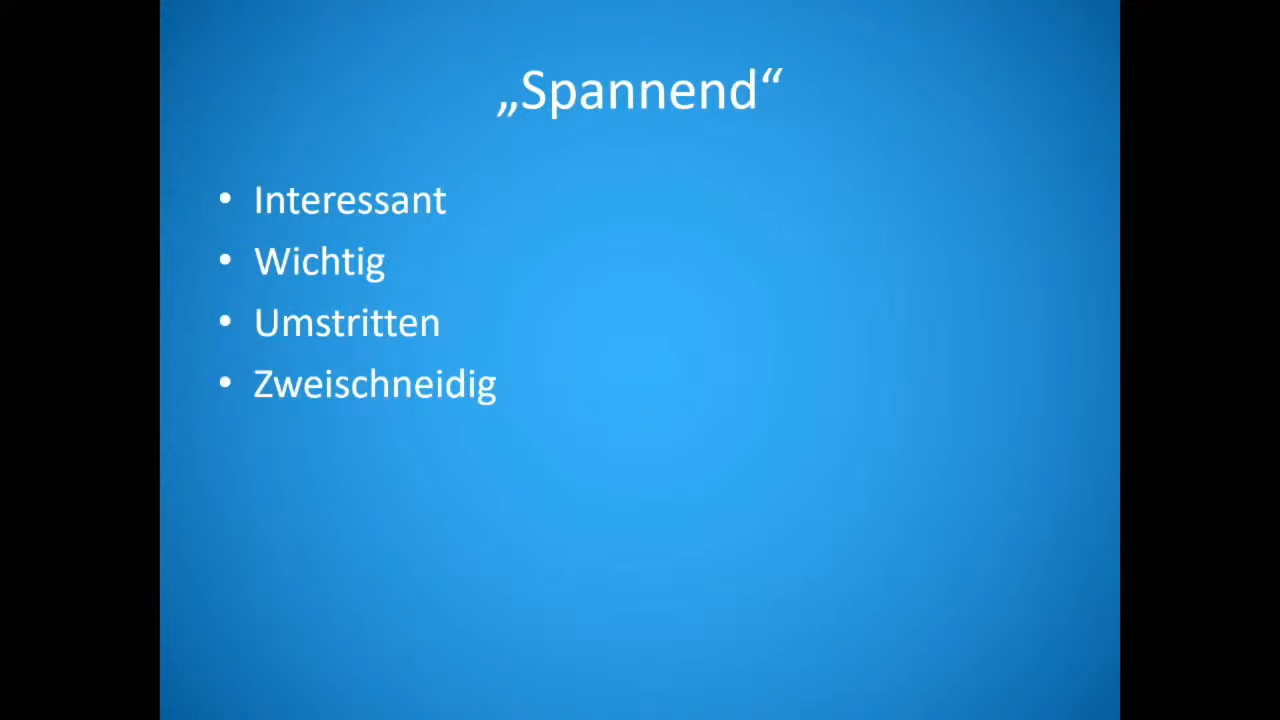 „Spannend“
• Interessant
• Wichtig
• Umstritten
• Zweischneidig